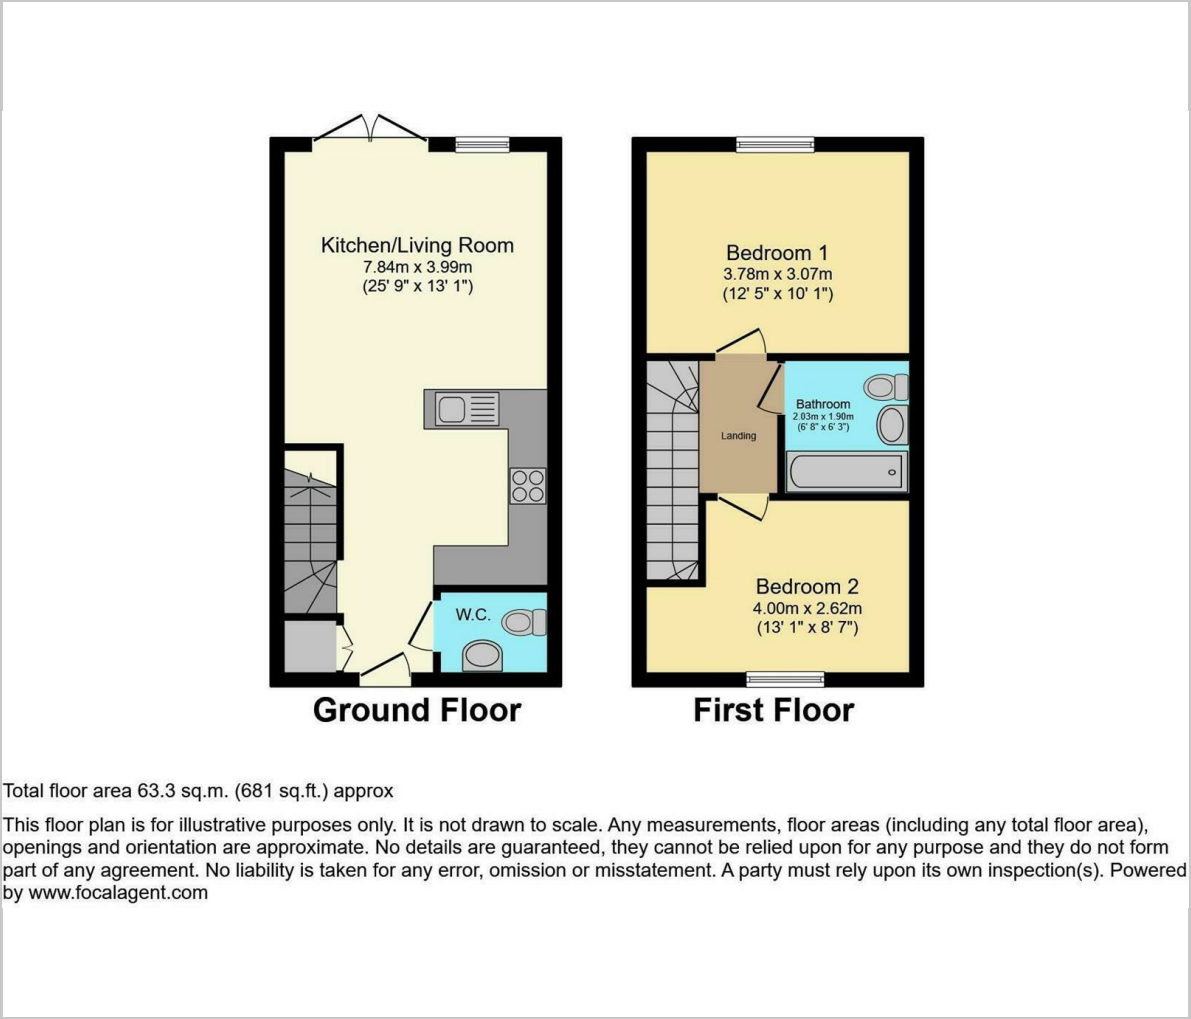 Kitchen/Living Room
7.84m x 3.99m
(25' 9" x 13' 1")
W.C.
Ground Floor
Bedroom 1
3.78m x 3.07m
(12' 5" x 10' 1")
Bathroom
2.03m x 1.90m
(6' 8" x 6' 3")
Landing
Bedroom 2
4.00m x 2.62m
(13' 1" x 8' 7")
First Floor
Total floor area 63.3 sq.m. (681 sq.ft.) approx
This floor plan is for illustrative purposes only. It is not drawn to scale. Any measurements, floor areas (including any total floor area),
openings and orientation are approximate. No details are guaranteed, they cannot be relied upon for any purpose and they do not form
part of any agreement. No liability is taken for any error, omission or misstatement. A party must rely upon its own inspection(s). Powered
by www.focalagent.com